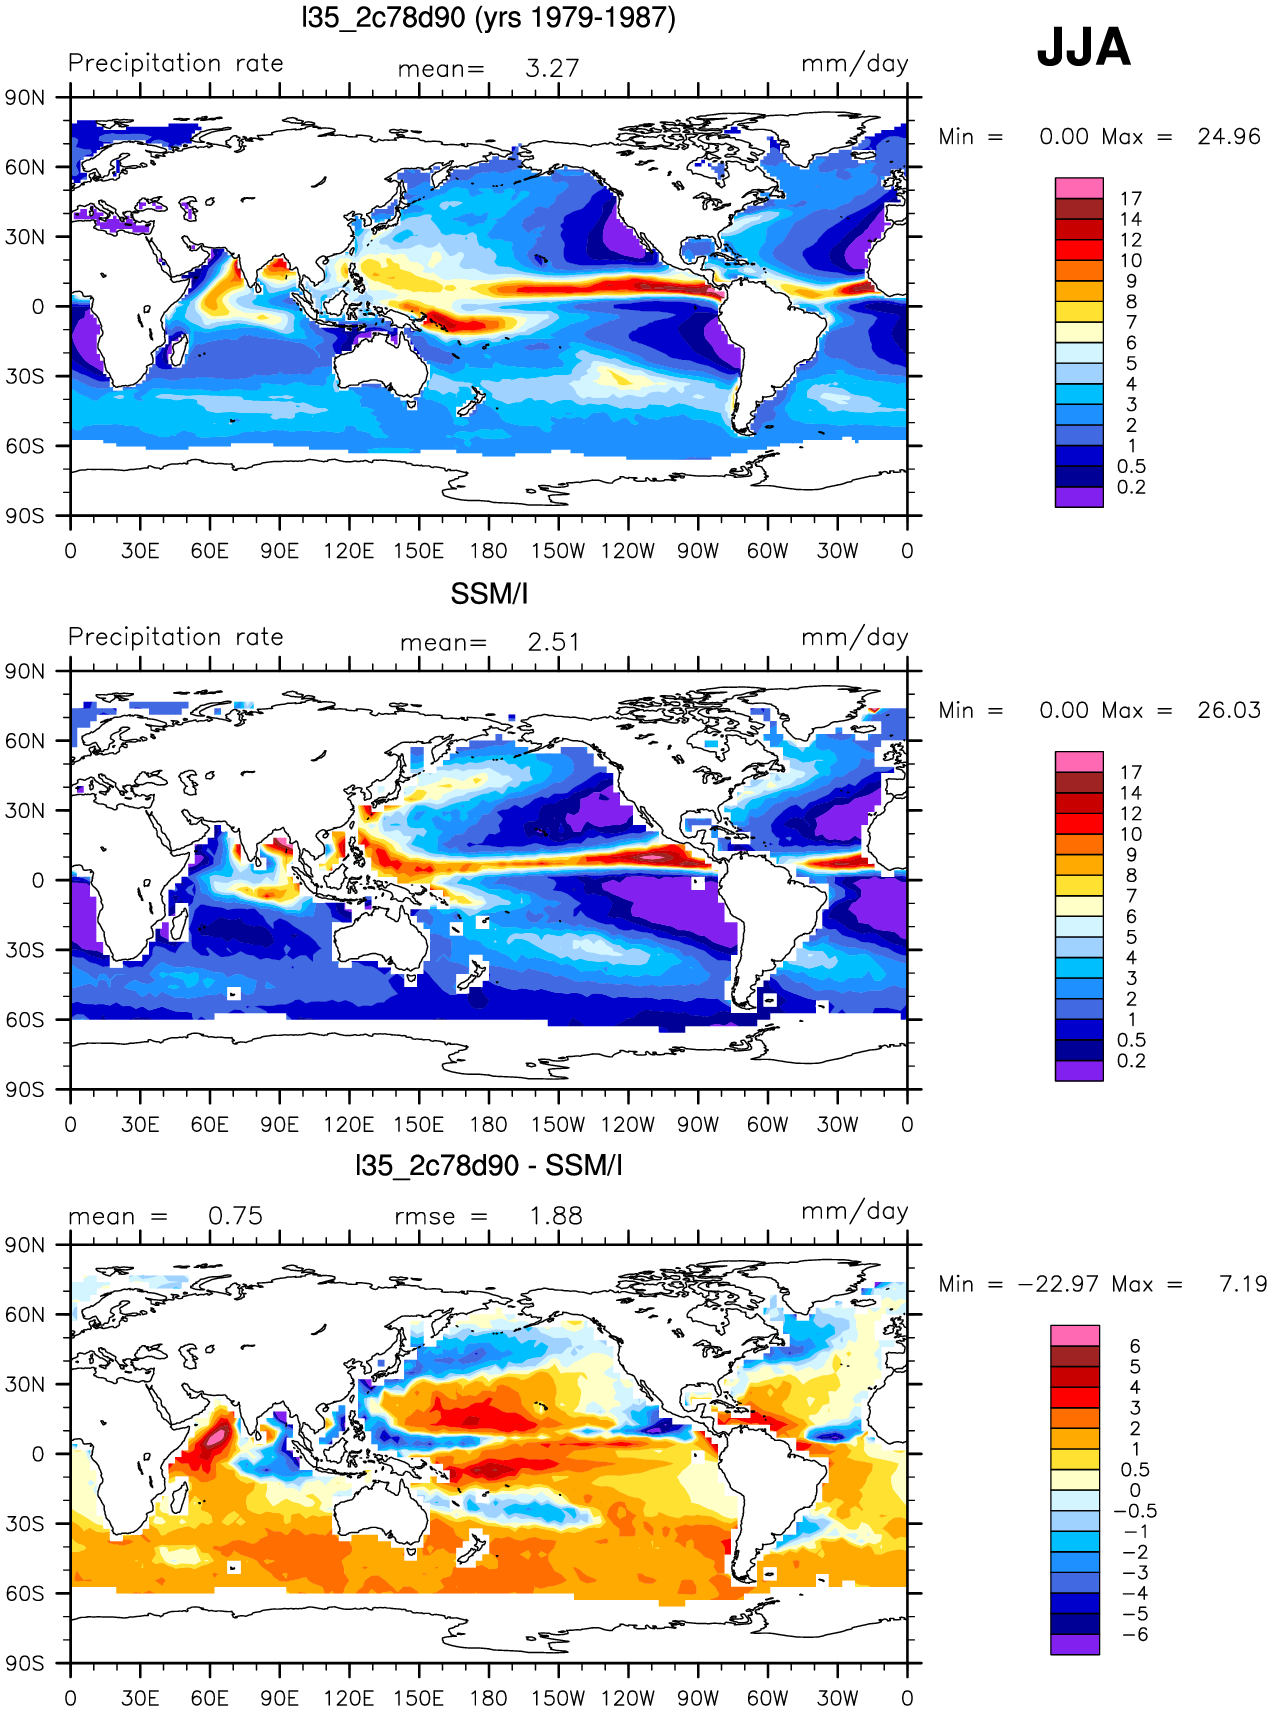 l35_2c78d90 (yrs 1979-1987)
JJA
Precipitation rate mean= 3.27 mm/day
Min = 0.00 Max = 24.96
90N
60N
30N
0
30S
60S
90S
0 30E 60E 90E 120E 150E 180 150W 120W 90W 60W 30W 0
17
14
12
10
9
8
7
6
5
4
3
2
1
0.5
0.2
SSM/I
Precipitation rate mean= 2.51 mm/day
Min = 0.00 Max = 26.03
90N
60N
30N
0
30S
60S
90S
0 30E 60E 90E 120E 150E 180 150W 120W 90W 60W 30W 0
17
14
12
10
9
8
7
6
5
4
3
2
1
0.5
0.2
l35_2c78d90 - SSM/I
mean = 0.75 rmse = 1.88 mm/day
Min = −22.97 Max = 7.19
90N
60N
30N
0
30S
60S
90S
0 30E 60E 90E 120E 150E 180 150W 120W 90W 60W 30W 0
6
5
4
3
2
1
0.5
0
−0.5
−1
−2
−3
−4
−5
−6